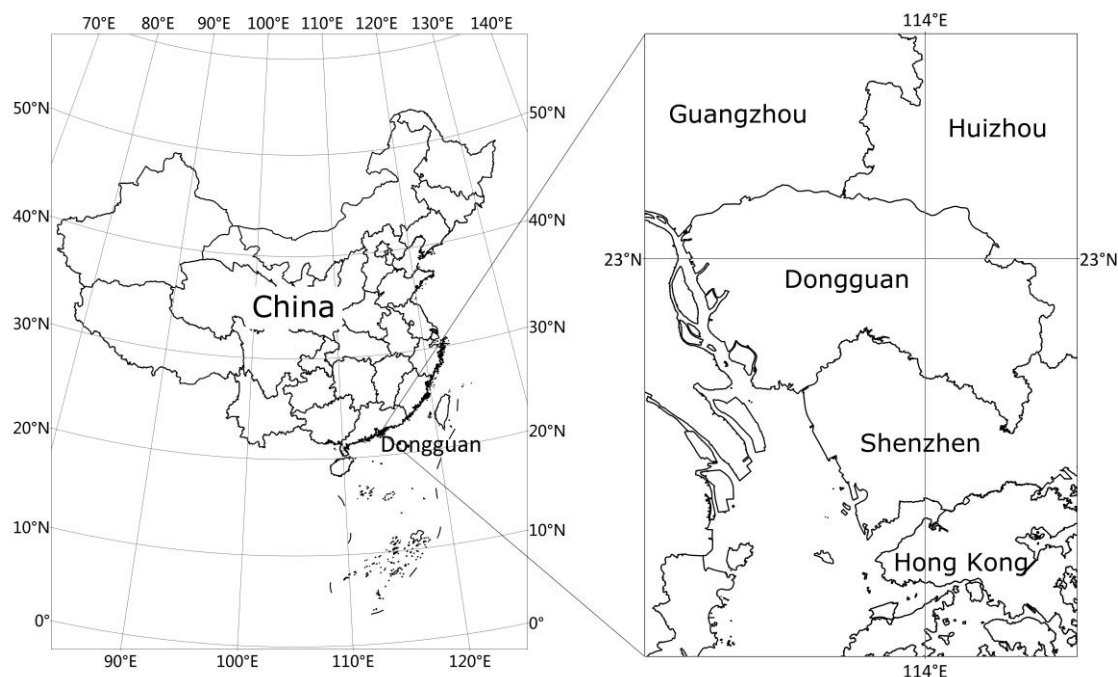 70°E 80°E 90°E 100°E 110°E 120°E 130°E 140°E
50°N
50°N
40°N
40°N
China
30°N
30°N
20°N
20°N
Dongguan
10°N
10°N
0°
0°
90°E 100°E 110°E 120°E
114°E
Guangzhou
Huizhou
23°N
23°N
Dongguan
Shenzhen
Hong Kong
114°E